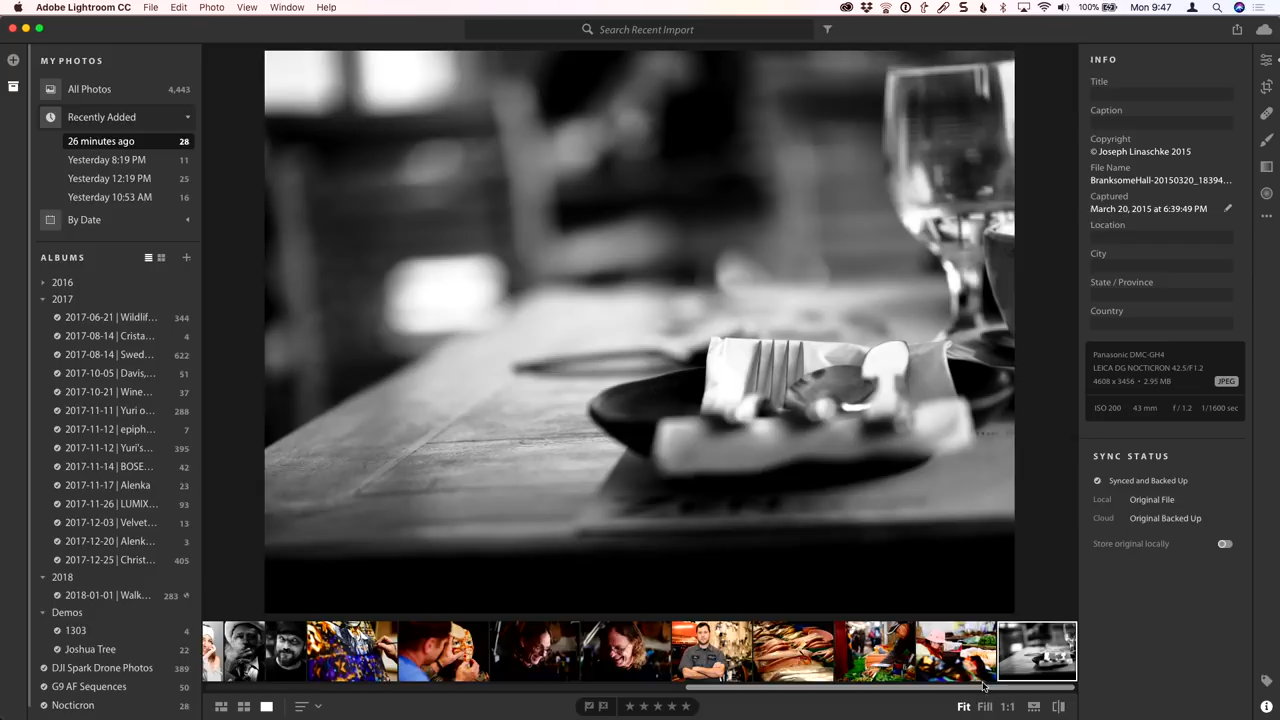 Adobe Lightroom CC File Edit Photo View Window Help 100% Mon 9:47
Search Recent Import
MY PHOTOS
All Photos 4,443
Recently Added
26 minutes ago 28
Yesterday 8:19 PM 11
Yesterday 12:19 PM 25
Yesterday 10:53 AM 16
By Date
ALBUMS
2016
2017
2017-06-21 | Wildlif... 344
2017-08-14 | Crista... 4
2017-08-14 | Swed... 622
2017-10-05 | Davis,... 51
2017-10-21 | Wine... 37
2017-11-11 | Yuri o... 288
2017-11-12 | epiph... 7
2017-11-12 | Yuri's... 395
2017-11-14 | BOSE... 42
2017-11-17 | Alenka 23
2017-11-26 | LUMIX... 93
2017-12-03 | Velvet... 13
2017-12-20 | Alenk... 3
2017-12-25 | Christ... 405
2018
2018-01-01 | Walk... 283
Demos
1303 4
Joshua Tree 22
DJI Spark Drone Photos 389
G9 AF Sequences 50
Nocticron 28
INFO
Title
Caption
Copyright
© Joseph Linaschke 2015
File Name
BranksomeHall-20150320_18394...
Captured
March 20, 2015 at 6:39:49 PM
Location
City
State / Province
Country
Panasonic DMC-GH4
LEICA DG NOCTICRON 42.5/F1.2
4608 x 3456 • 2.95 MB JPEG
ISO 200 43 mm f / 1.2 1/1600 sec
SYNC STATUS
Synced and Backed Up
Local Original File
Cloud Original Backed Up
Store original locally
Fit Fill 1:1